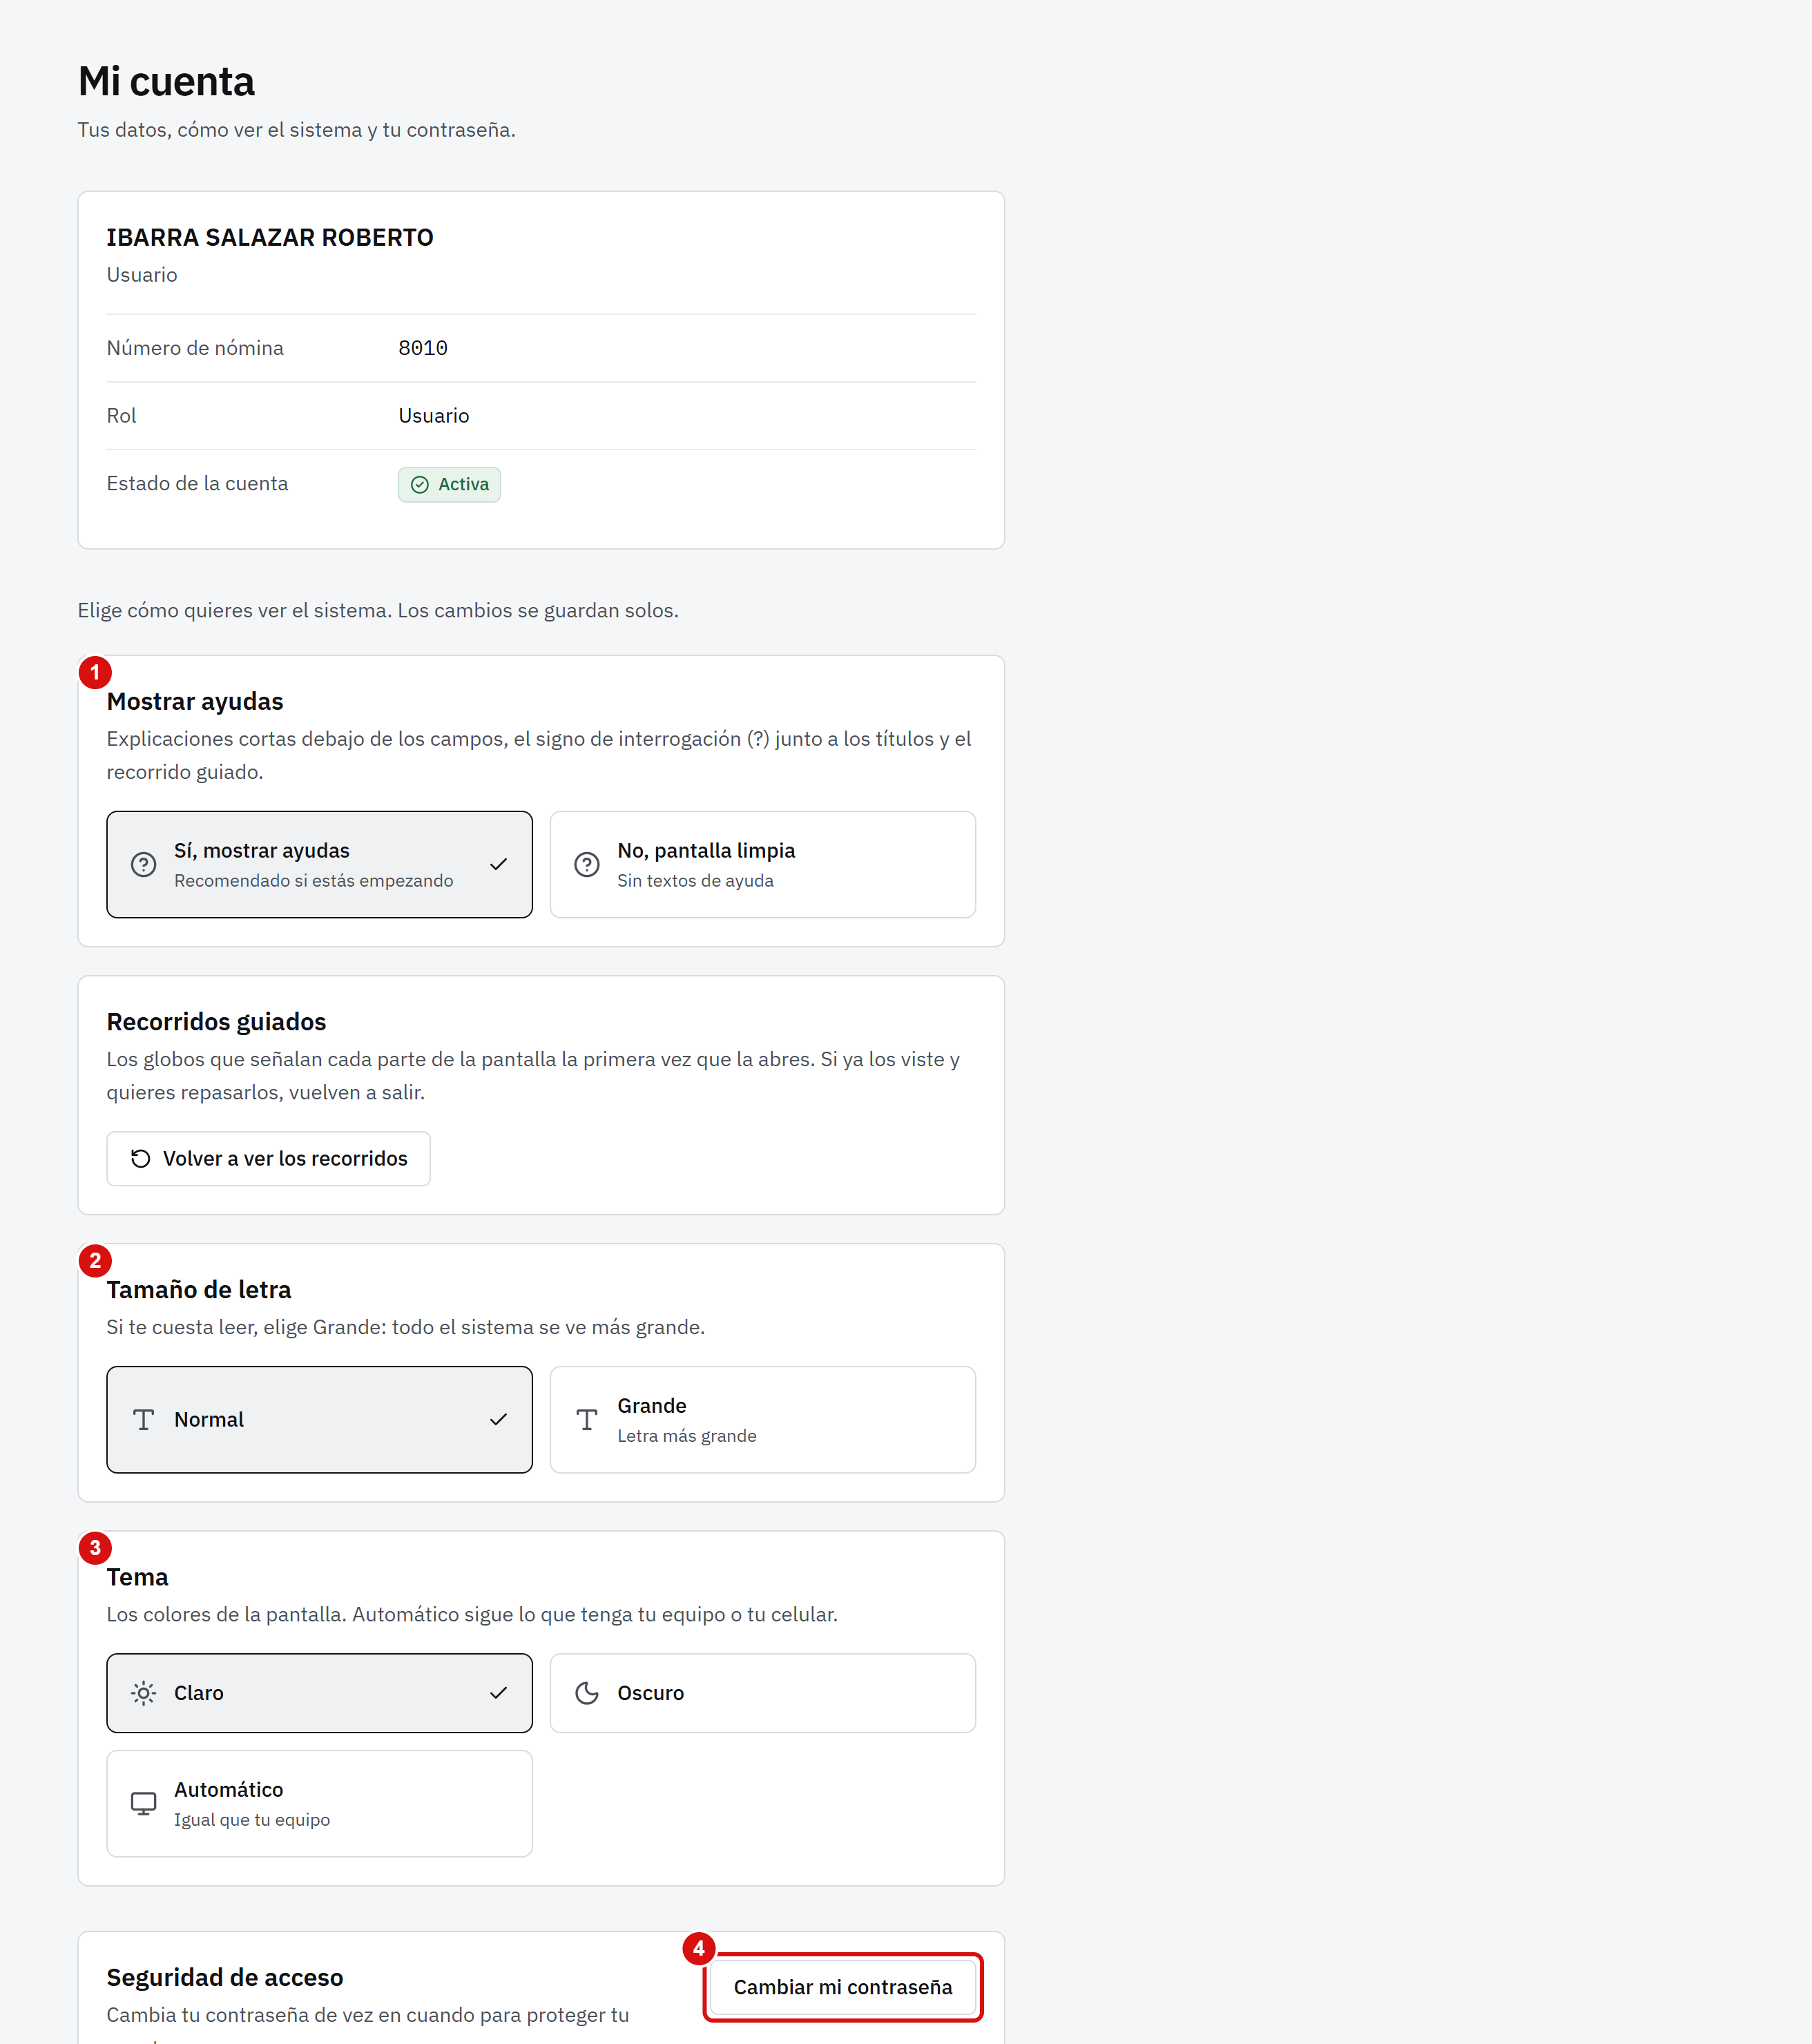 Mi cuenta
Tus datos, cómo ver el sistema y tu contraseña.
IBARRA SALAZAR ROBERTO
Usuario
Número de nómina 8010
Rol Usuario
Estado de la cuenta Activa
Elige cómo quieres ver el sistema. Los cambios se guardan solos.
1
Mostrar ayudas
Explicaciones cortas debajo de los campos, el signo de interrogación (?) junto a los títulos y el
recorrido guiado.
Sí, mostrar ayudas
Recomendado si estás empezando
No, pantalla limpia
Sin textos de ayuda
Recorridos guiados
Los globos que señalan cada parte de la pantalla la primera vez que la abres. Si ya los viste y
quieres repasarlos, vuelven a salir.
Volver a ver los recorridos
2
Tamaño de letra
Si te cuesta leer, elige Grande: todo el sistema se ve más grande.
Normal
Grande
Letra más grande
3
Tema
Los colores de la pantalla. Automático sigue lo que tenga tu equipo o tu celular.
Claro
Oscuro
Automático
Igual que tu equipo
4
Seguridad de acceso
Cambiar mi contraseña
Cambia tu contraseña de vez en cuando para proteger tu